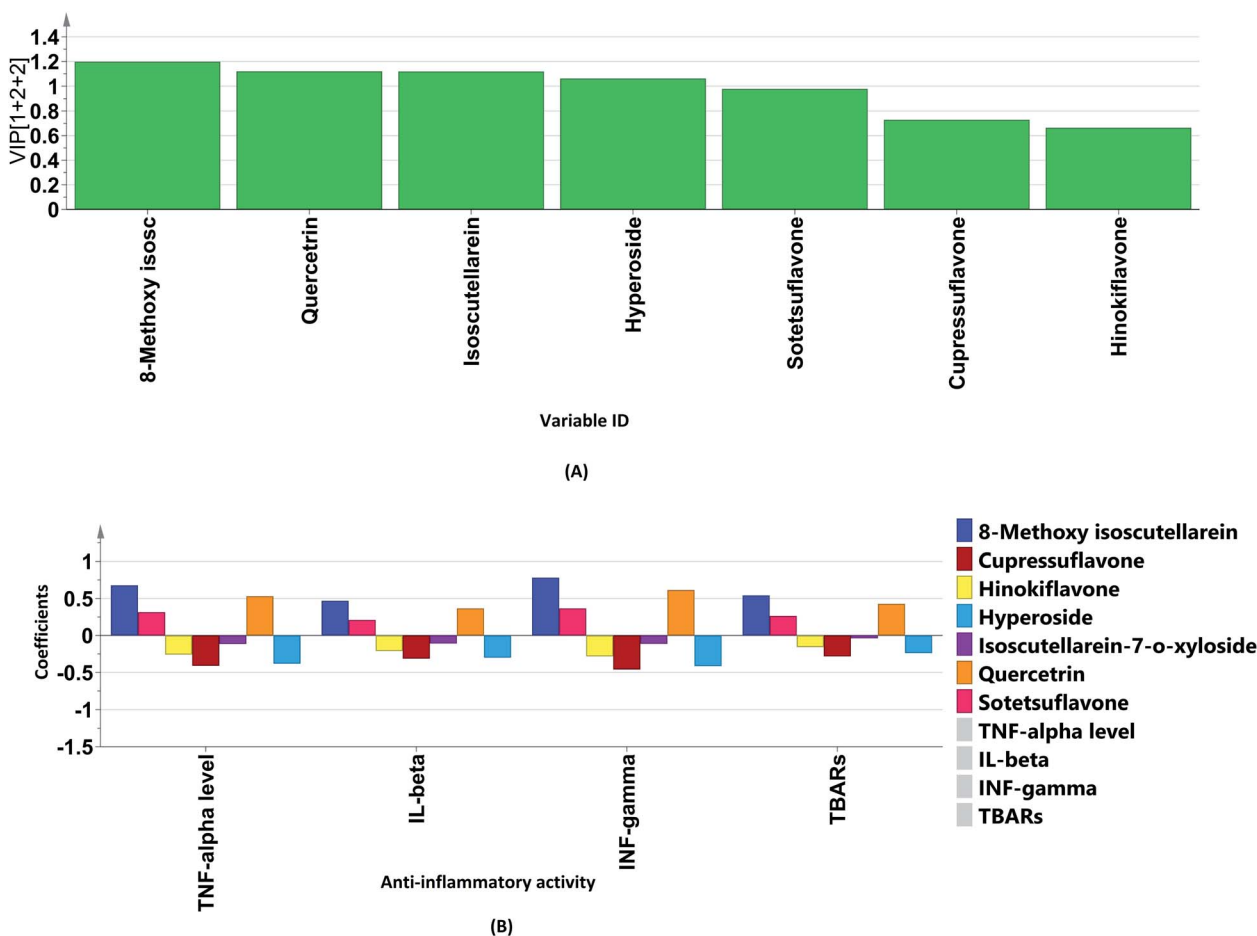 VIP[1+2+2]
1.4
1.2
1
0.8
0.6
0.4
0.2
0
8-Methoxy isosc
Quercetrin
Isoscutellarein
Hyperoside
Sotetsuflavone
Cupressuflavone
Hinokiflavone
Variable ID
(A)
Coefficients
1
0.5
0
-0.5
-1
-1.5
TNF-alpha level
IL-beta
INF-gamma
TBARs
Anti-inflammatory activity
(B)
8-Methoxy isoscutellarein
Cupressuflavone
Hinokiflavone
Hyperoside
Isoscutellarein-7-o-xyloside
Quercetrin
Sotetsuflavone
TNF-alpha level
IL-beta
INF-gamma
TBARs